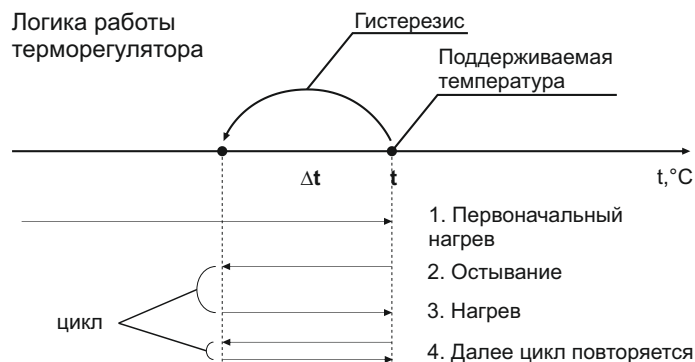 Логика работы
терморегулятора
Гистерезис
Поддерживаемая
температура
Δt
t
t,°C
1. Первоначальный
нагрев
2. Остывание
3. Нагрев
цикл
4. Далее цикл повторяется